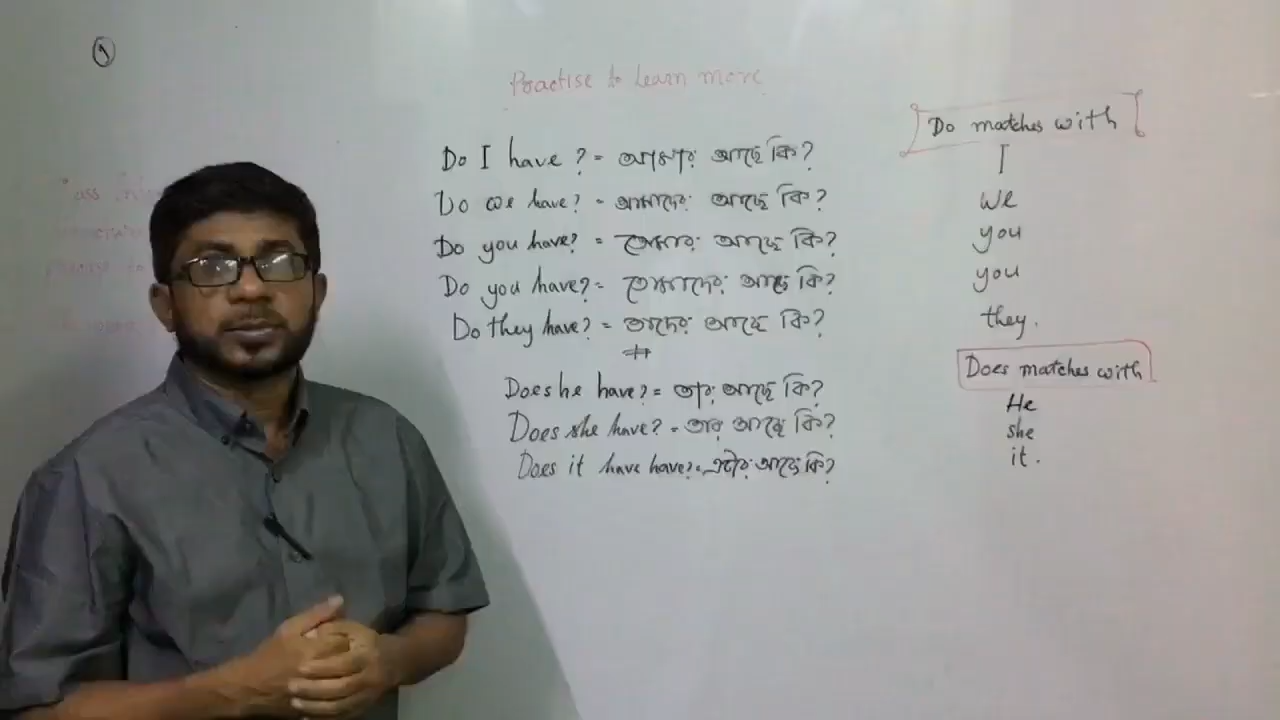 ৭
Practise to Learn more
Do I have ? = আমার আছে কি?
Do we have? = আমাদের আছে কি?
Do you have? = তোমার আছে কি?
Do you have? = তোমাদের আছে কি?
Do they have? = তাদের আছে কি?
#
Does he have? = তার আছে কি?
Does she have? = তার আছে কি?
Does it have have? = এটার আছে কি?
Do matches with
I
we
you
you
they.
Does matches with
He
she
it.